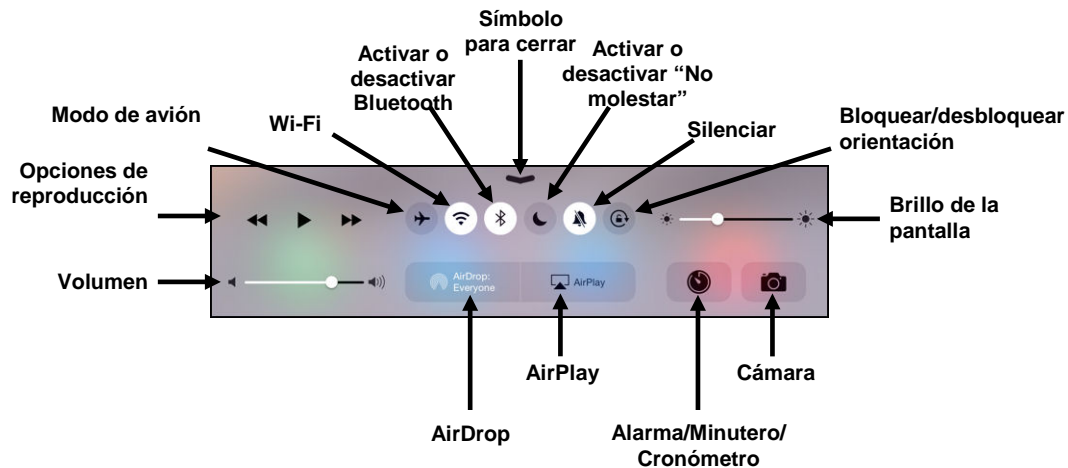 Símbolo
para cerrar
Activar o
desactivar
Bluetooth
Activar o
desactivar “No
molestar”
Modo de avión
Wi-Fi
Silenciar
Bloquear/desbloquear
orientación
Opciones de
reproducción
Brillo de la
pantalla
Volumen
AirDrop:
Everyone
AirPlay
AirPlay
Cámara
AirDrop
Alarma/Minutero/
Cronómetro